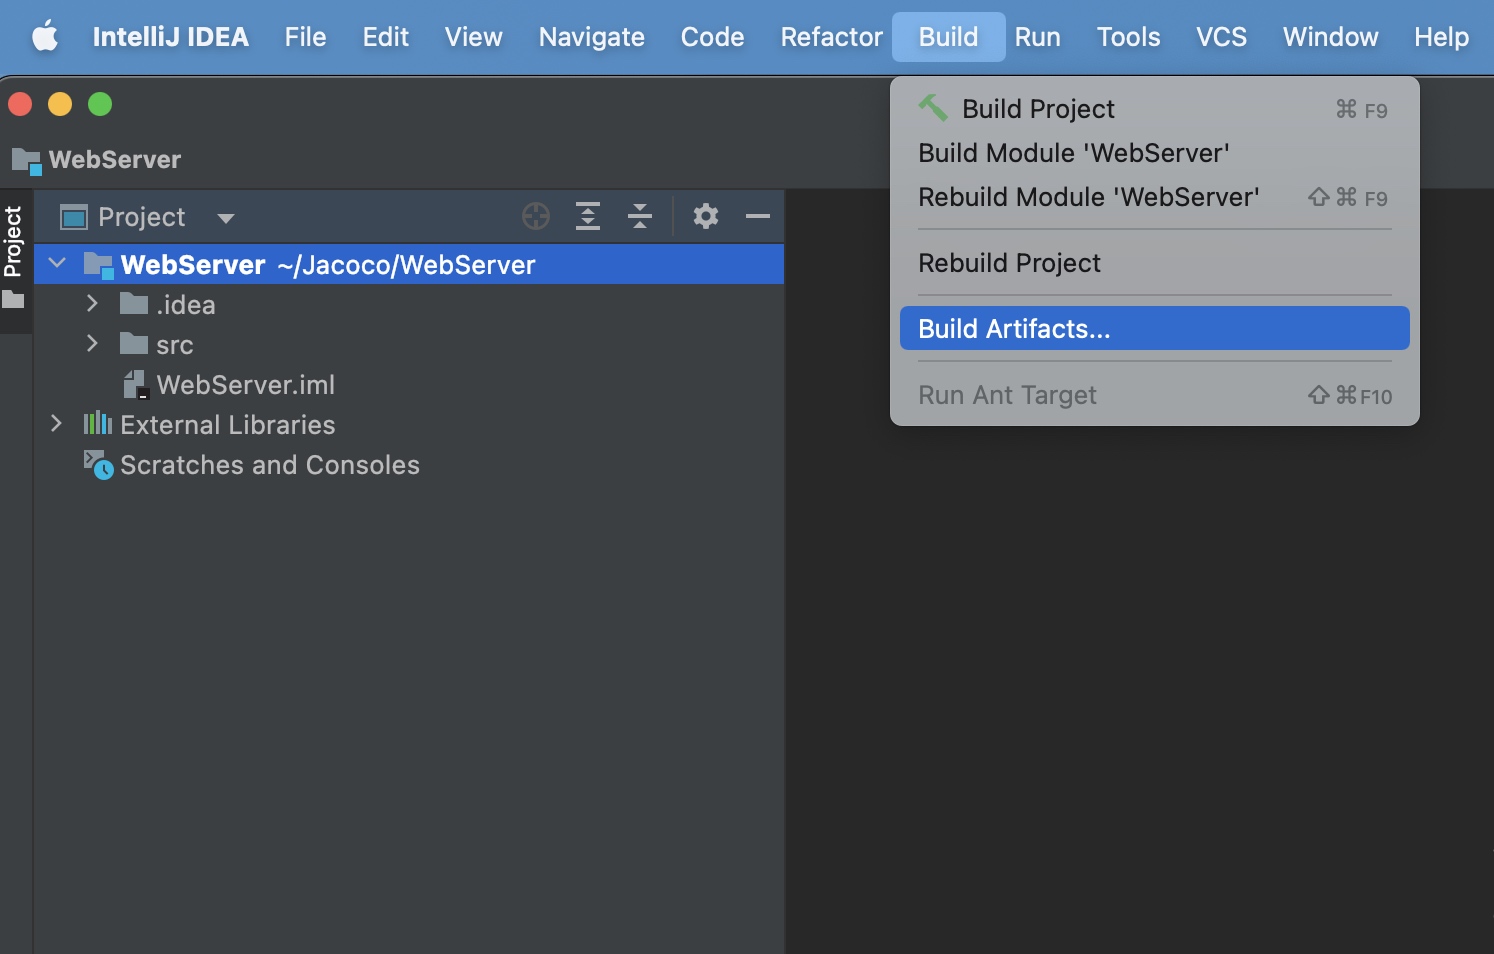 IntelliJ IDEA File Edit View Navigate Code Refactor Build Run Tools VCS Window Help
WebServer
Project
Project
WebServer ~/Jacoco/WebServer
.idea
src
WebServer.iml
External Libraries
Scratches and Consoles
Build Project ⌘ F9
Build Module 'WebServer'
Rebuild Module 'WebServer' ⇧⌘ F9
Rebuild Project
Build Artifacts...
Run Ant Target ⇧⌘F10